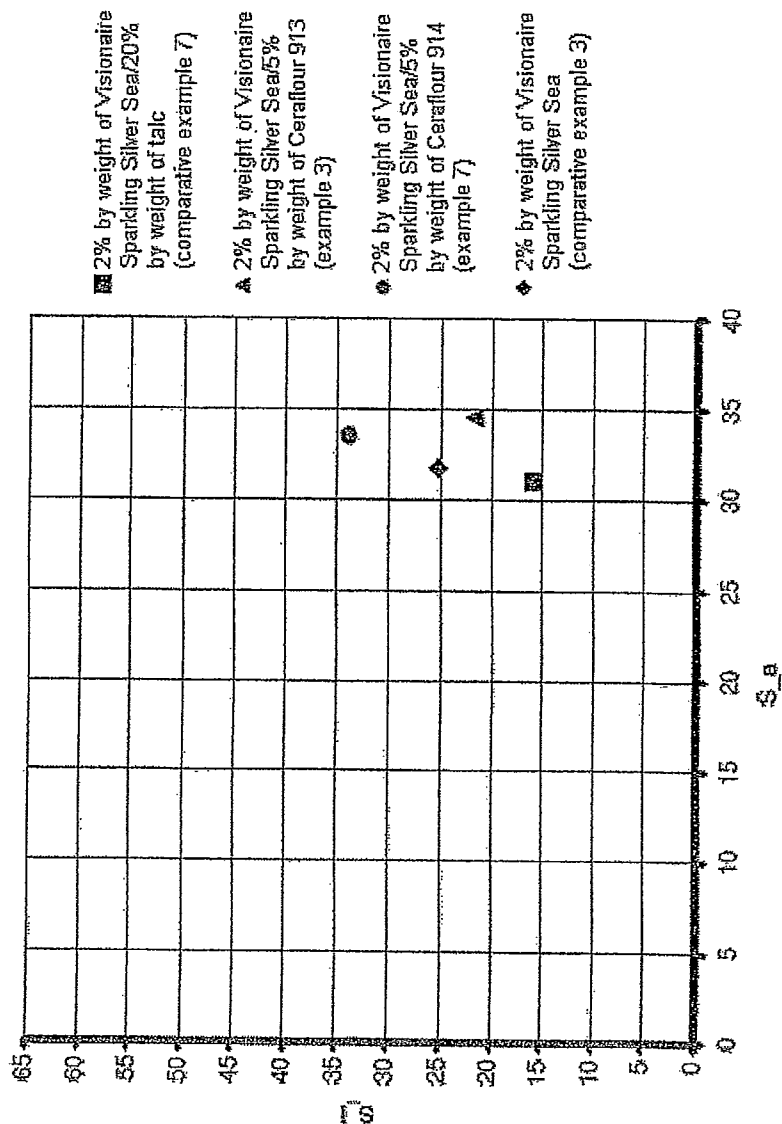 ■ 2% by weight of Visionaire
Sparkling Silver Sea/20%
by weight of talc
(comparative example 7)
▲ 2% by weight of Visionaire
Sparkling Silver Sea/5%
by weight of Ceraflour 913
(example 3)
● 2% by weight of Visionaire
Sparkling Silver Sea/5%
by weight of Ceraflour 914
(example 7)
◆ 2% by weight of Visionaire
Sparkling Silver Sea
(comparative example 3)
65
60
55
50
45
40
35
30
25
20
15
10
5
0
0 5 10 15 20 25 30 35 40
S_a